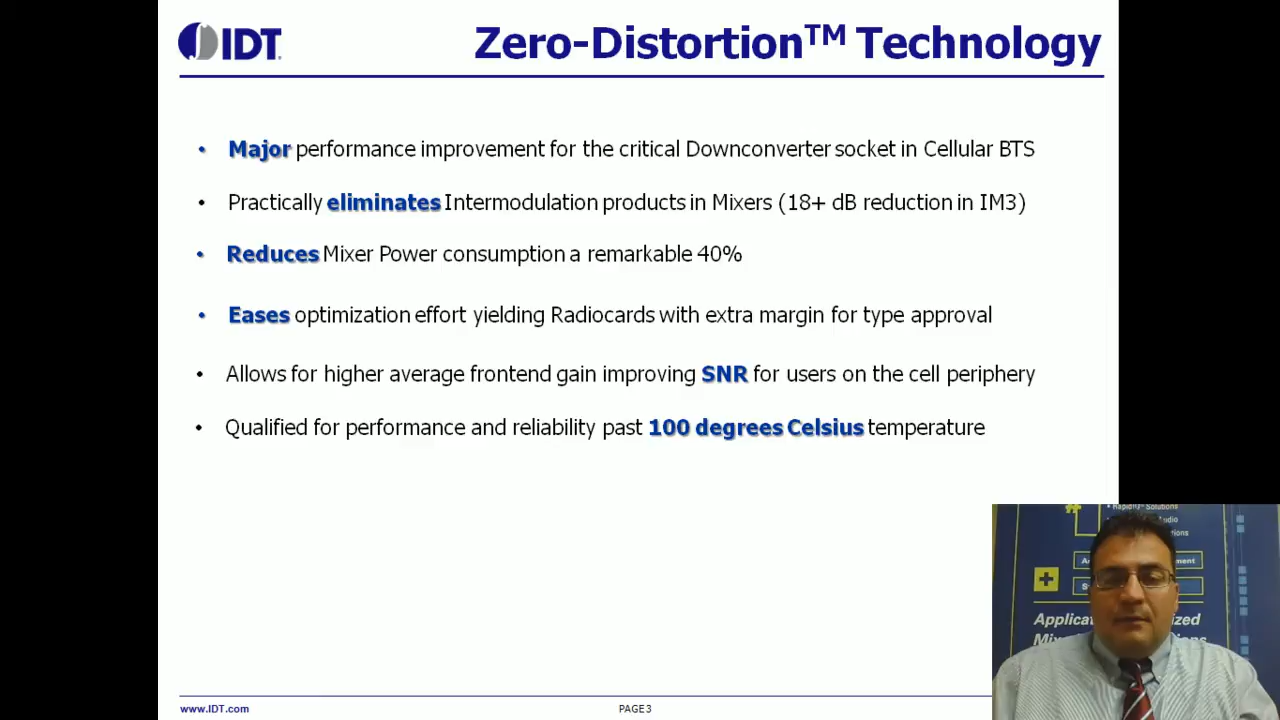 IDT
Zero-Distortion™ Technology
• Major performance improvement for the critical Downconverter socket in Cellular BTS
• Practically eliminates Intermodulation products in Mixers (18+ dB reduction in IM3)
• Reduces Mixer Power consumption a remarkable 40%
• Eases optimization effort yielding Radiocards with extra margin for type approval
• Allows for higher average frontend gain improving SNR for users on the cell periphery
• Qualified for performance and reliability past 100 degrees Celsius temperature
Solutions
www.IDT.com
PAGE 3